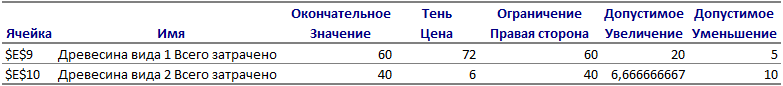 Окончательное Тень Ограничение Допустимое Допустимое
Ячейка Имя Значение Цена Правая сторона Увеличение Уменьшение
$E$9 Древесина вида 1 Всего затрачено 60 72 60 20 5
$E$10 Древесина вида 2 Всего затрачено 40 6 40 6,666666667 10